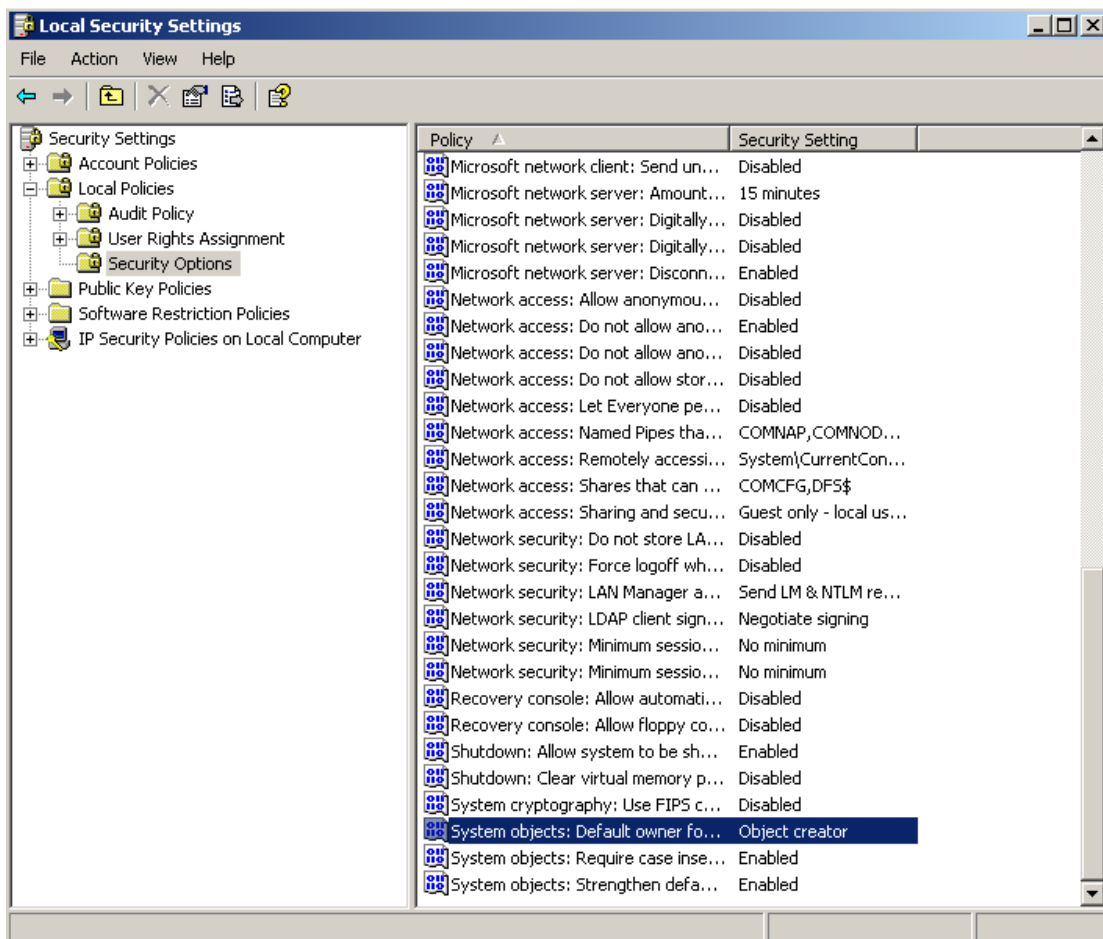 Local Security Settings
File Action View Help
Security Settings
Account Policies
Local Policies
Audit Policy
User Rights Assignment
Security Options
Public Key Policies
Software Restriction Policies
IP Security Policies on Local Computer
Policy Security Setting
Microsoft network client: Send un... Disabled
Microsoft network server: Amount... 15 minutes
Microsoft network server: Digitally... Disabled
Microsoft network server: Digitally... Disabled
Microsoft network server: Disconn... Enabled
Network access: Allow anonymou... Disabled
Network access: Do not allow ano... Enabled
Network access: Do not allow ano... Disabled
Network access: Do not allow stor... Disabled
Network access: Let Everyone pe... Disabled
Network access: Named Pipes tha... COMNAP,COMNOD...
Network access: Remotely accessi... System\CurrentCon...
Network access: Shares that can ... COMCFG,DFS$
Network access: Sharing and secu... Guest only - local us...
Network security: Do not store LA... Disabled
Network security: Force logoff wh... Disabled
Network security: LAN Manager a... Send LM & NTLM re...
Network security: LDAP client sign... Negotiate signing
Network security: Minimum sessio... No minimum
Network security: Minimum sessio... No minimum
Recovery console: Allow automati... Disabled
Recovery console: Allow floppy co... Disabled
Shutdown: Allow system to be sh... Enabled
Shutdown: Clear virtual memory p... Disabled
System cryptography: Use FIPS c... Disabled
System objects: Default owner fo... Object creator
System objects: Require case inse... Enabled
System objects: Strengthen defa... Enabled